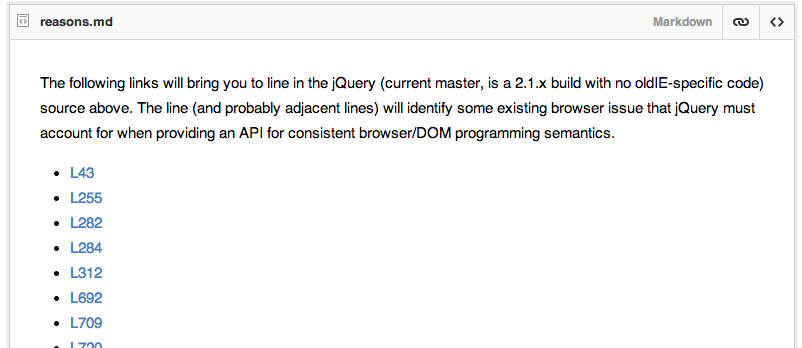 reasons.md
Markdown
The following links will bring you to line in the jQuery (current master, is a 2.1.x build with no oldIE-specific code)
source above. The line (and probably adjacent lines) will identify some existing browser issue that jQuery must
account for when providing an API for consistent browser/DOM programming semantics.
L43
L255
L282
L284
L312
L692
L709